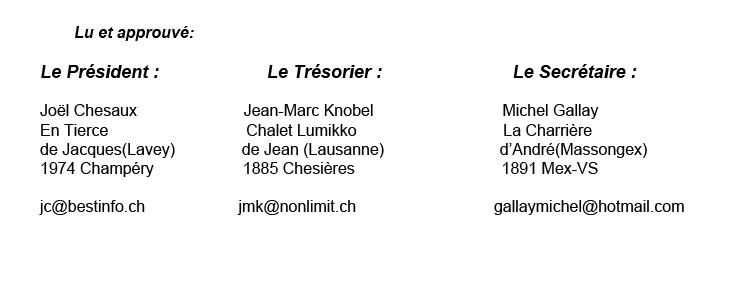 Lu et approuvé:
Le Président : Le Trésorier : Le Secrétaire :
Joël Chesaux Jean-Marc Knobel Michel Gallay
En Tierce Chalet Lumikko La Charrière
de Jacques(Lavey) de Jean (Lausanne) d'André(Massongex)
1974 Champéry 1885 Chesières 1891 Mex-VS
jc@bestinfo.ch jmk@nonlimit.ch gallaymichel@hotmail.com